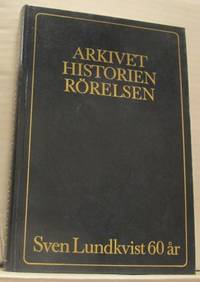 ARKIVET
HISTORIEN
RÖRELSEN
Sven Lundkvist 60 år